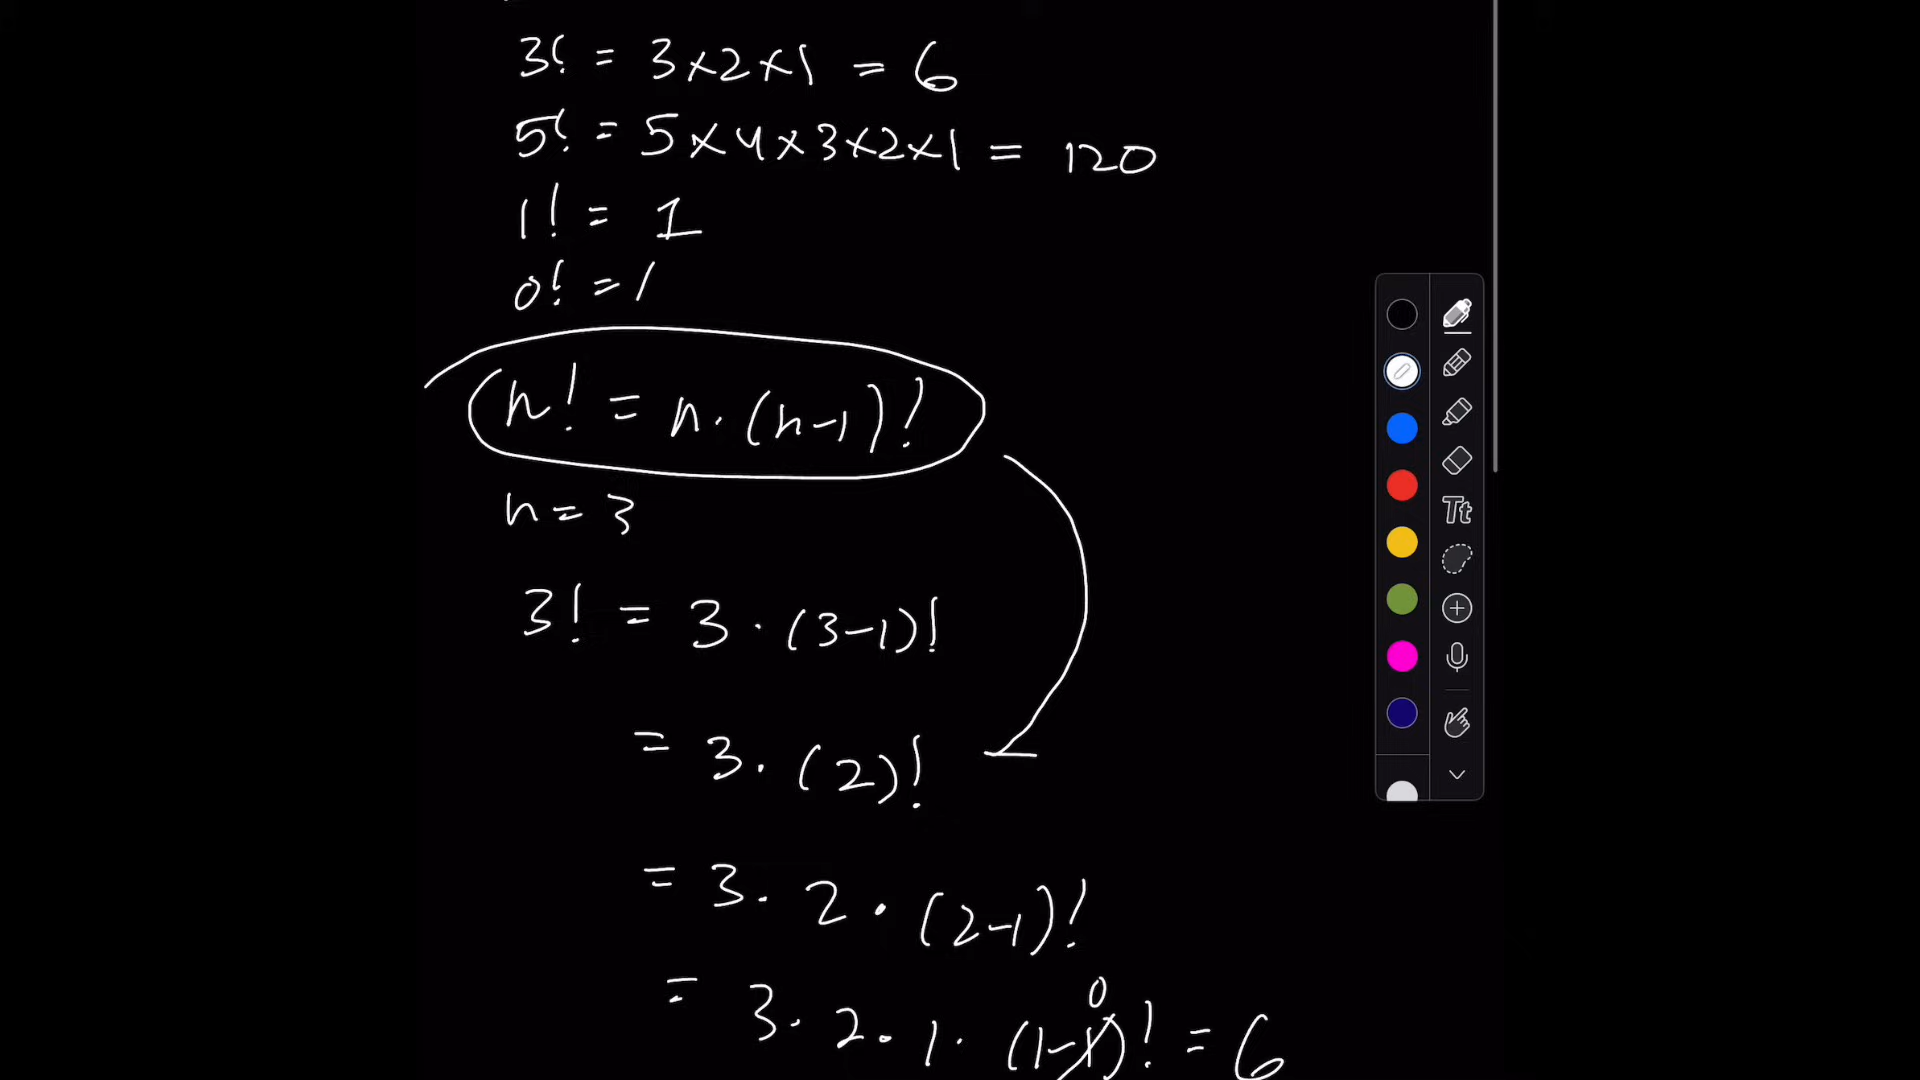 3! = 3×2×1 = 6
5! = 5×4×3×2×1 = 120
1! = 1
0! = 1
n! = n·(n-1)!
n = 3
3! = 3·(3-1)!
= 3·(2)!
= 3·2·(2-1)!
0
= 3·2·1·(1-1)! = 6
Tt